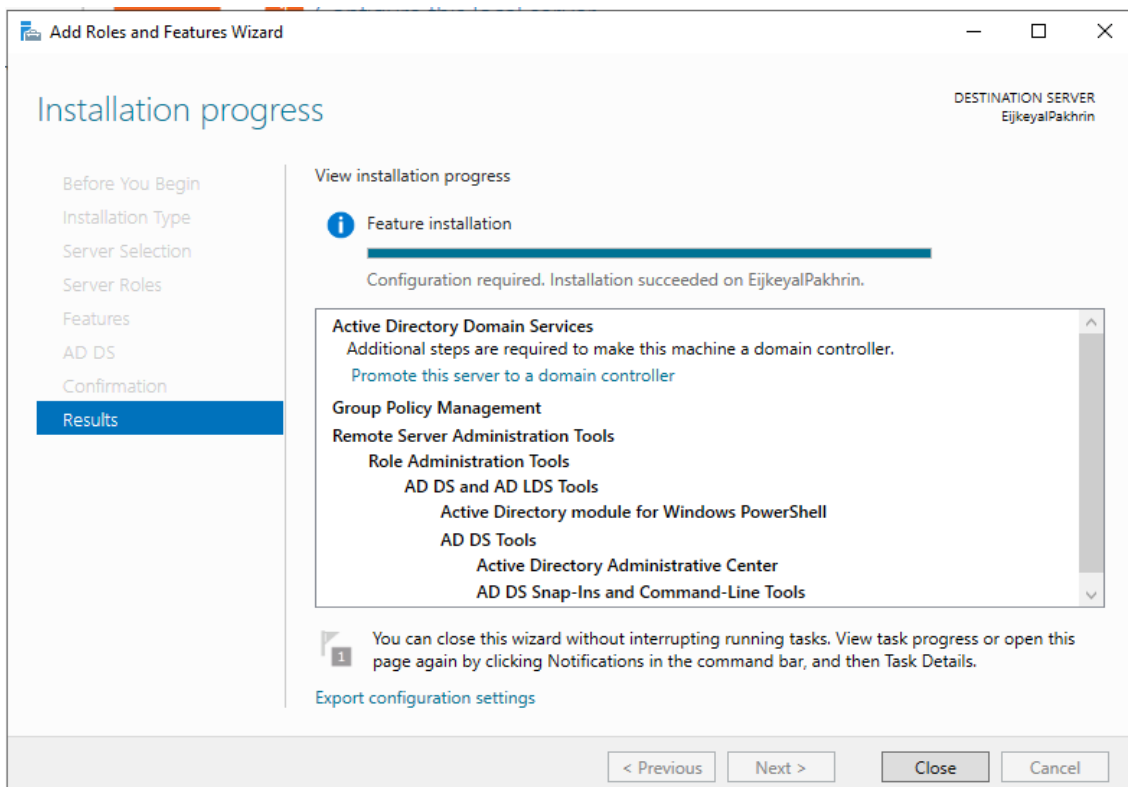 Add Roles and Features Wizard
Installation progress
DESTINATION SERVER
EijkeyalPakhrin
Before You Begin
Installation Type
Server Selection
Server Roles
Features
AD DS
Confirmation
Results
View installation progress
Feature installation
Configuration required. Installation succeeded on EijkeyalPakhrin.
Active Directory Domain Services
Additional steps are required to make this machine a domain controller.
Promote this server to a domain controller
Group Policy Management
Remote Server Administration Tools
Role Administration Tools
AD DS and AD LDS Tools
Active Directory module for Windows PowerShell
AD DS Tools
Active Directory Administrative Center
AD DS Snap-Ins and Command-Line Tools
1
You can close this wizard without interrupting running tasks. View task progress or open this
page again by clicking Notifications in the command bar, and then Task Details.
Export configuration settings
< Previous
Next >
Close
Cancel